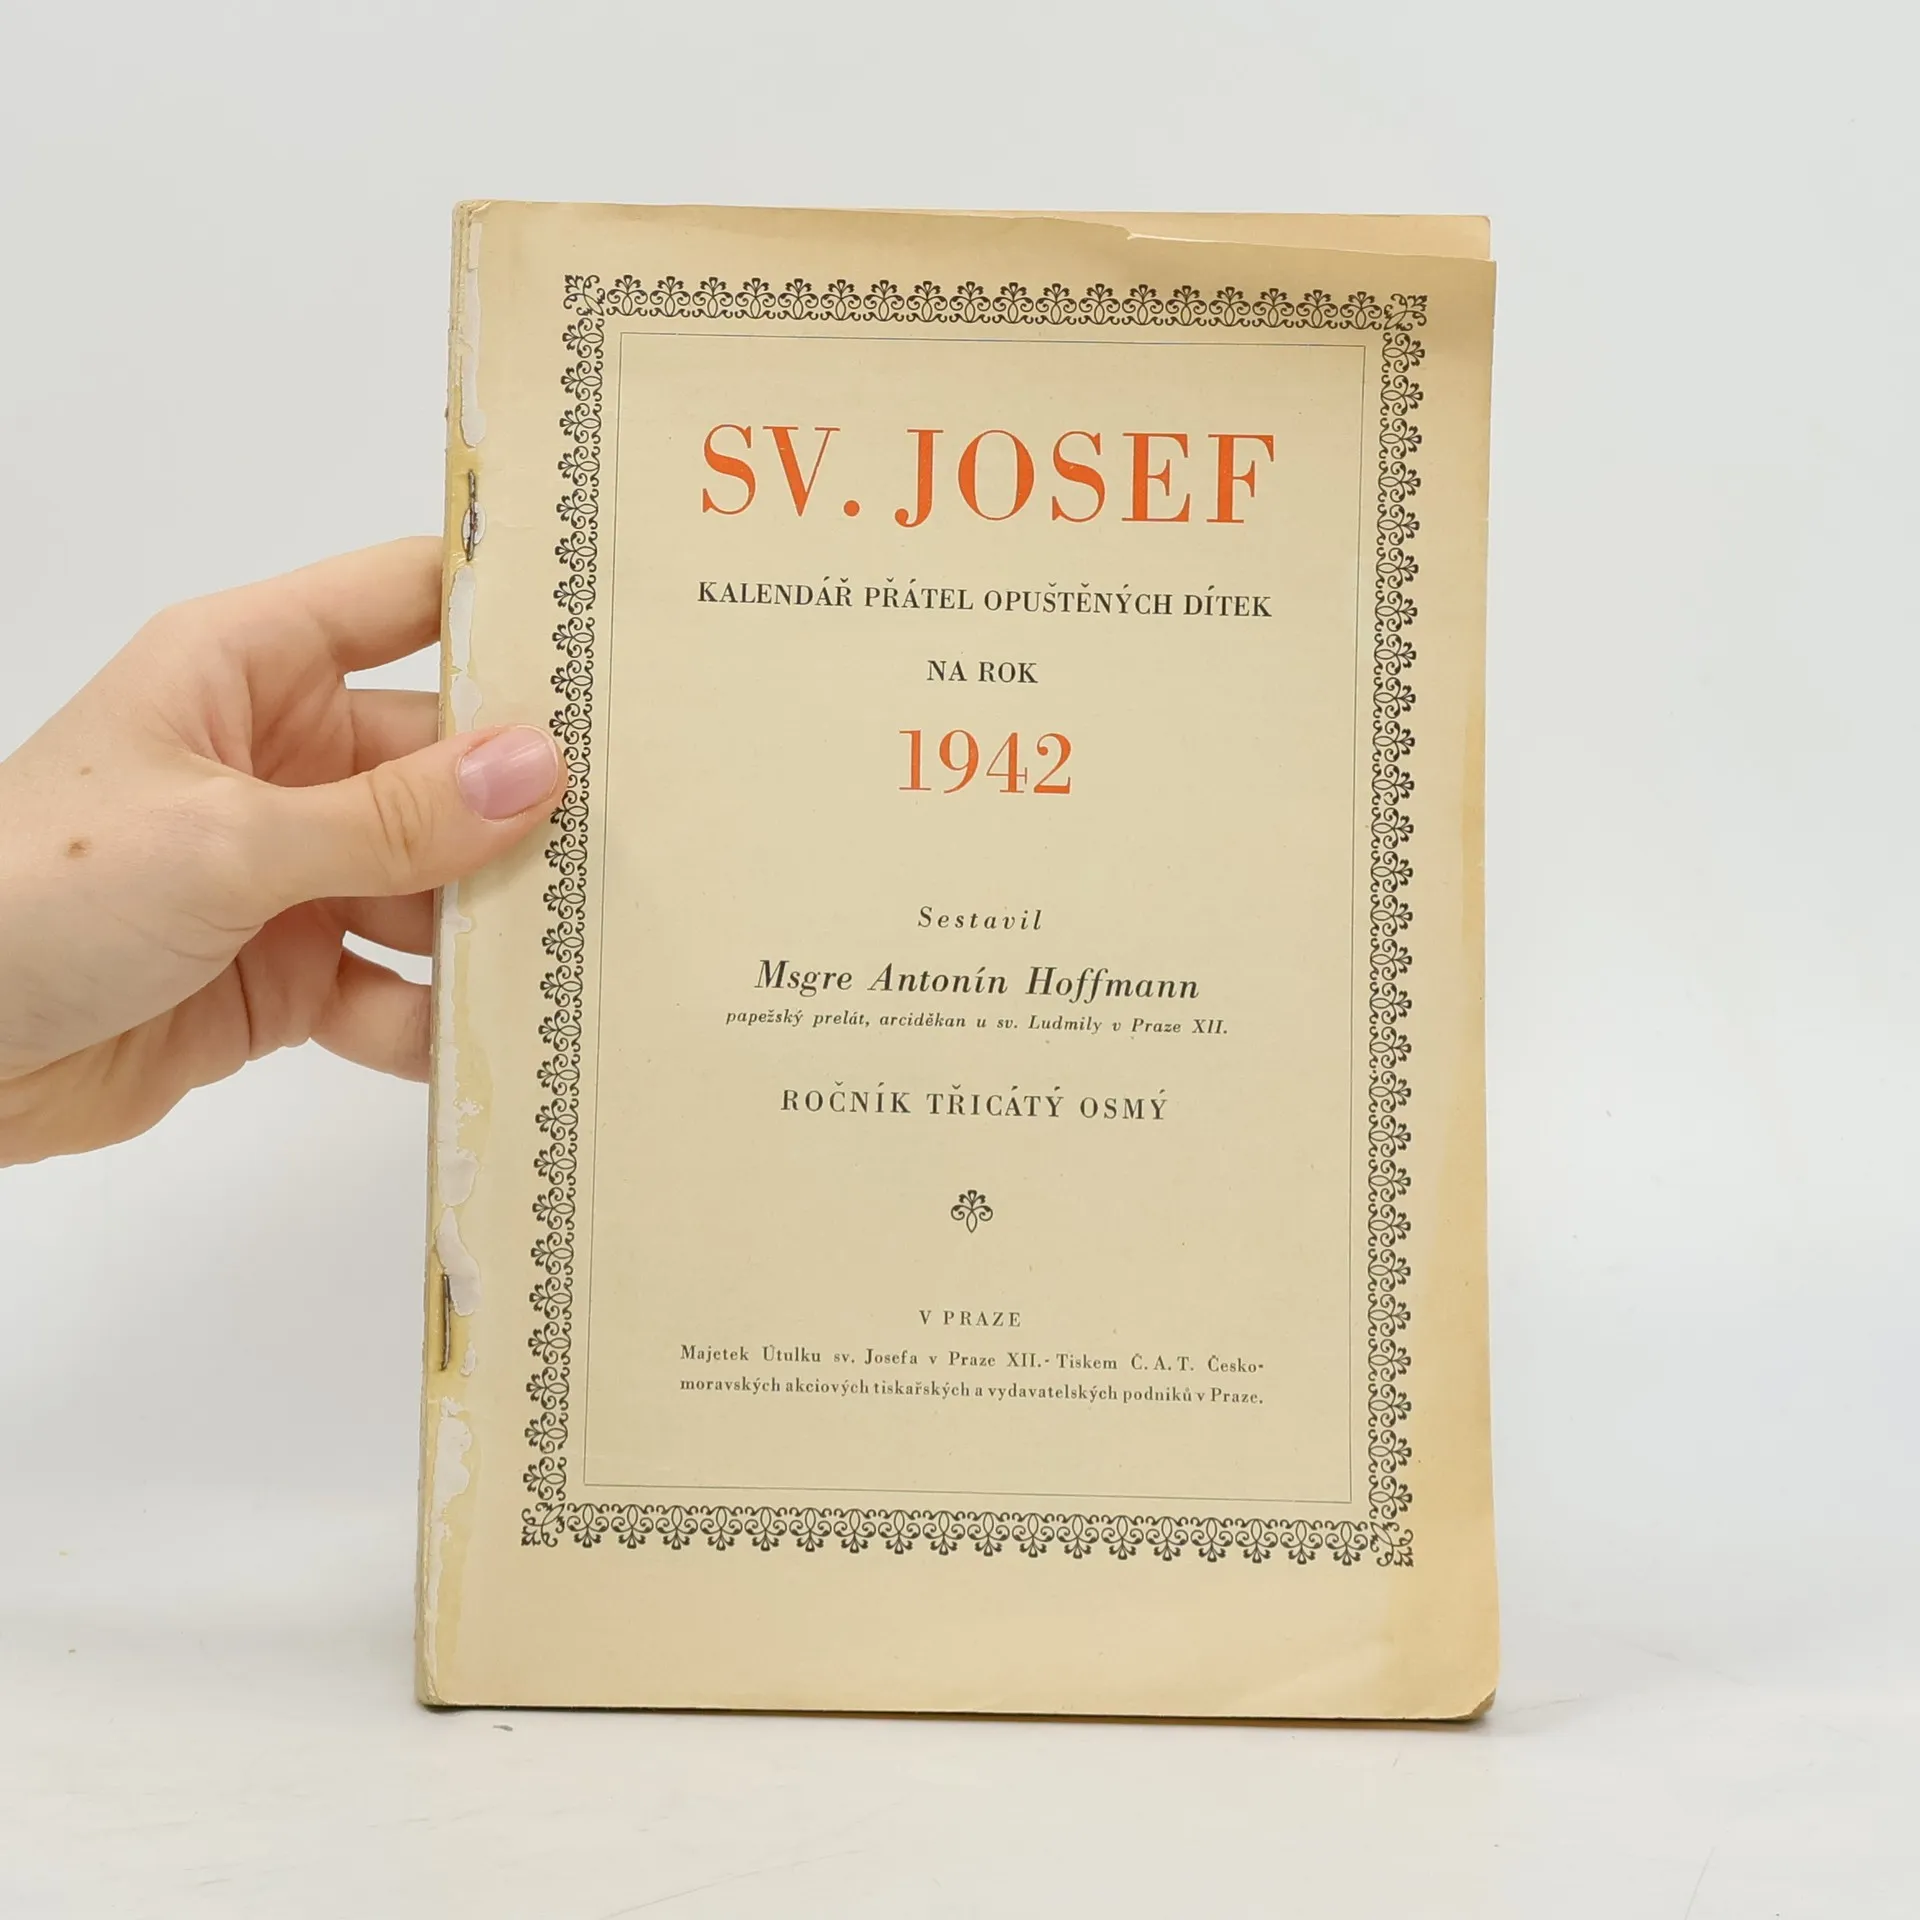 SV. JOSEF
KALENDÁŘ PŘÁTEL OPUŠTĚNÝCH DÍTEK
NA ROK
1942
Sestavil
Msgre Antonín Hoffmann
papežský prelát, arciděkan u sv. Ludmily v Praze XII.
ROČNÍK TŘICÁTÝ OSMÝ
V PRAZE
Majetek Útulku sv. Josefa v Praze XII. - Tiskem Č. A. T. Česko-
moravských akciových tiskařských a vydavatelských podniků v Praze.